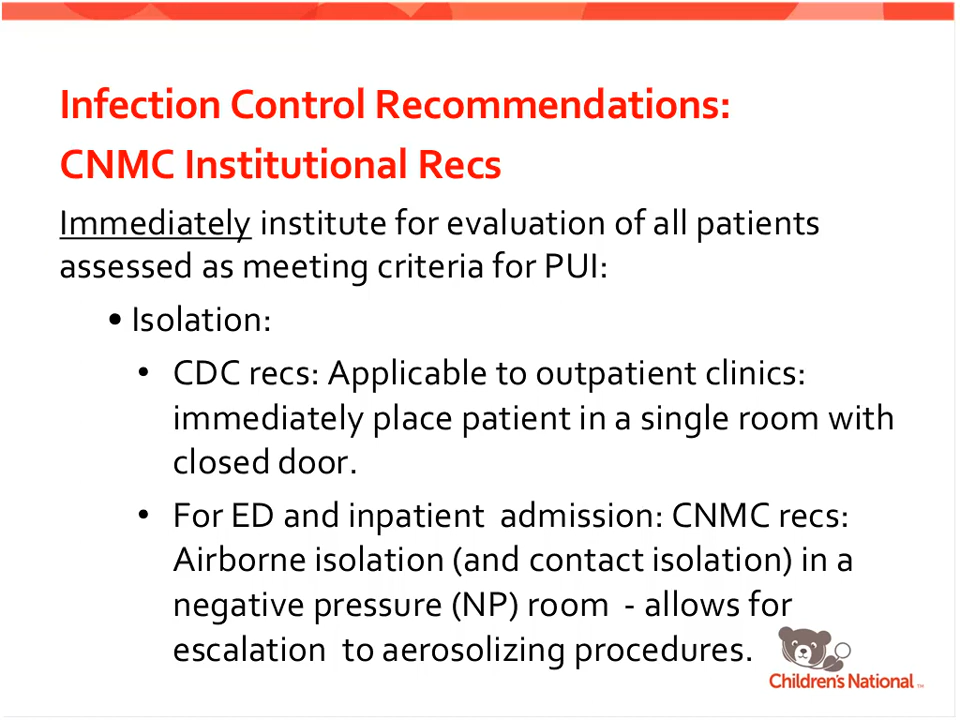 Infection Control Recommendations:
CNMC Institutional Recs
Immediately institute for evaluation of all patients
assessed as meeting criteria for PUI:
• Isolation:
• CDC recs: Applicable to outpatient clinics:
immediately place patient in a single room with
closed door.
• For ED and inpatient  admission: CNMC recs:
Airborne isolation (and contact isolation) in a
negative pressure (NP) room  - allows for
escalation  to aerosolizing procedures.
Children's National ™